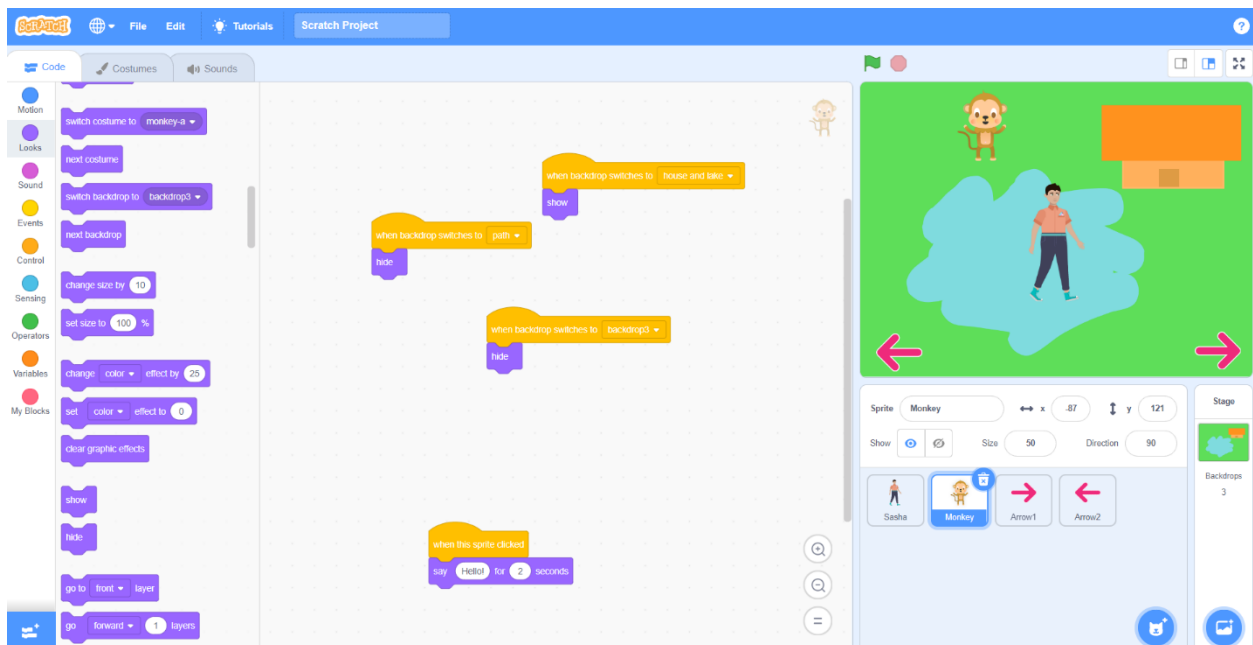 SCRATCH File Edit Tutorials Scratch Project ?
Code Costumes Sounds
Motion
Looks
Sound
Events
Control
Sensing
Operators
Variables
My Blocks
switch costume to monkey-a
next costume
switch backdrop to backdrop3
next backdrop
change size by 10
set size to 100 %
change color effect by 25
set color effect to 0
clear graphic effects
show
hide
go to front layer
go forward 1 layers
when backdrop switches to house and lake
show
when backdrop switches to path
hide
when backdrop switches to backdrop3
hide
when this sprite clicked
say Hello! for 2 seconds
Sprite Monkey x -87 y 121
Show Size 50 Direction 90
Sasha Monkey Arrow1 Arrow2
Stage
Backdrops
3